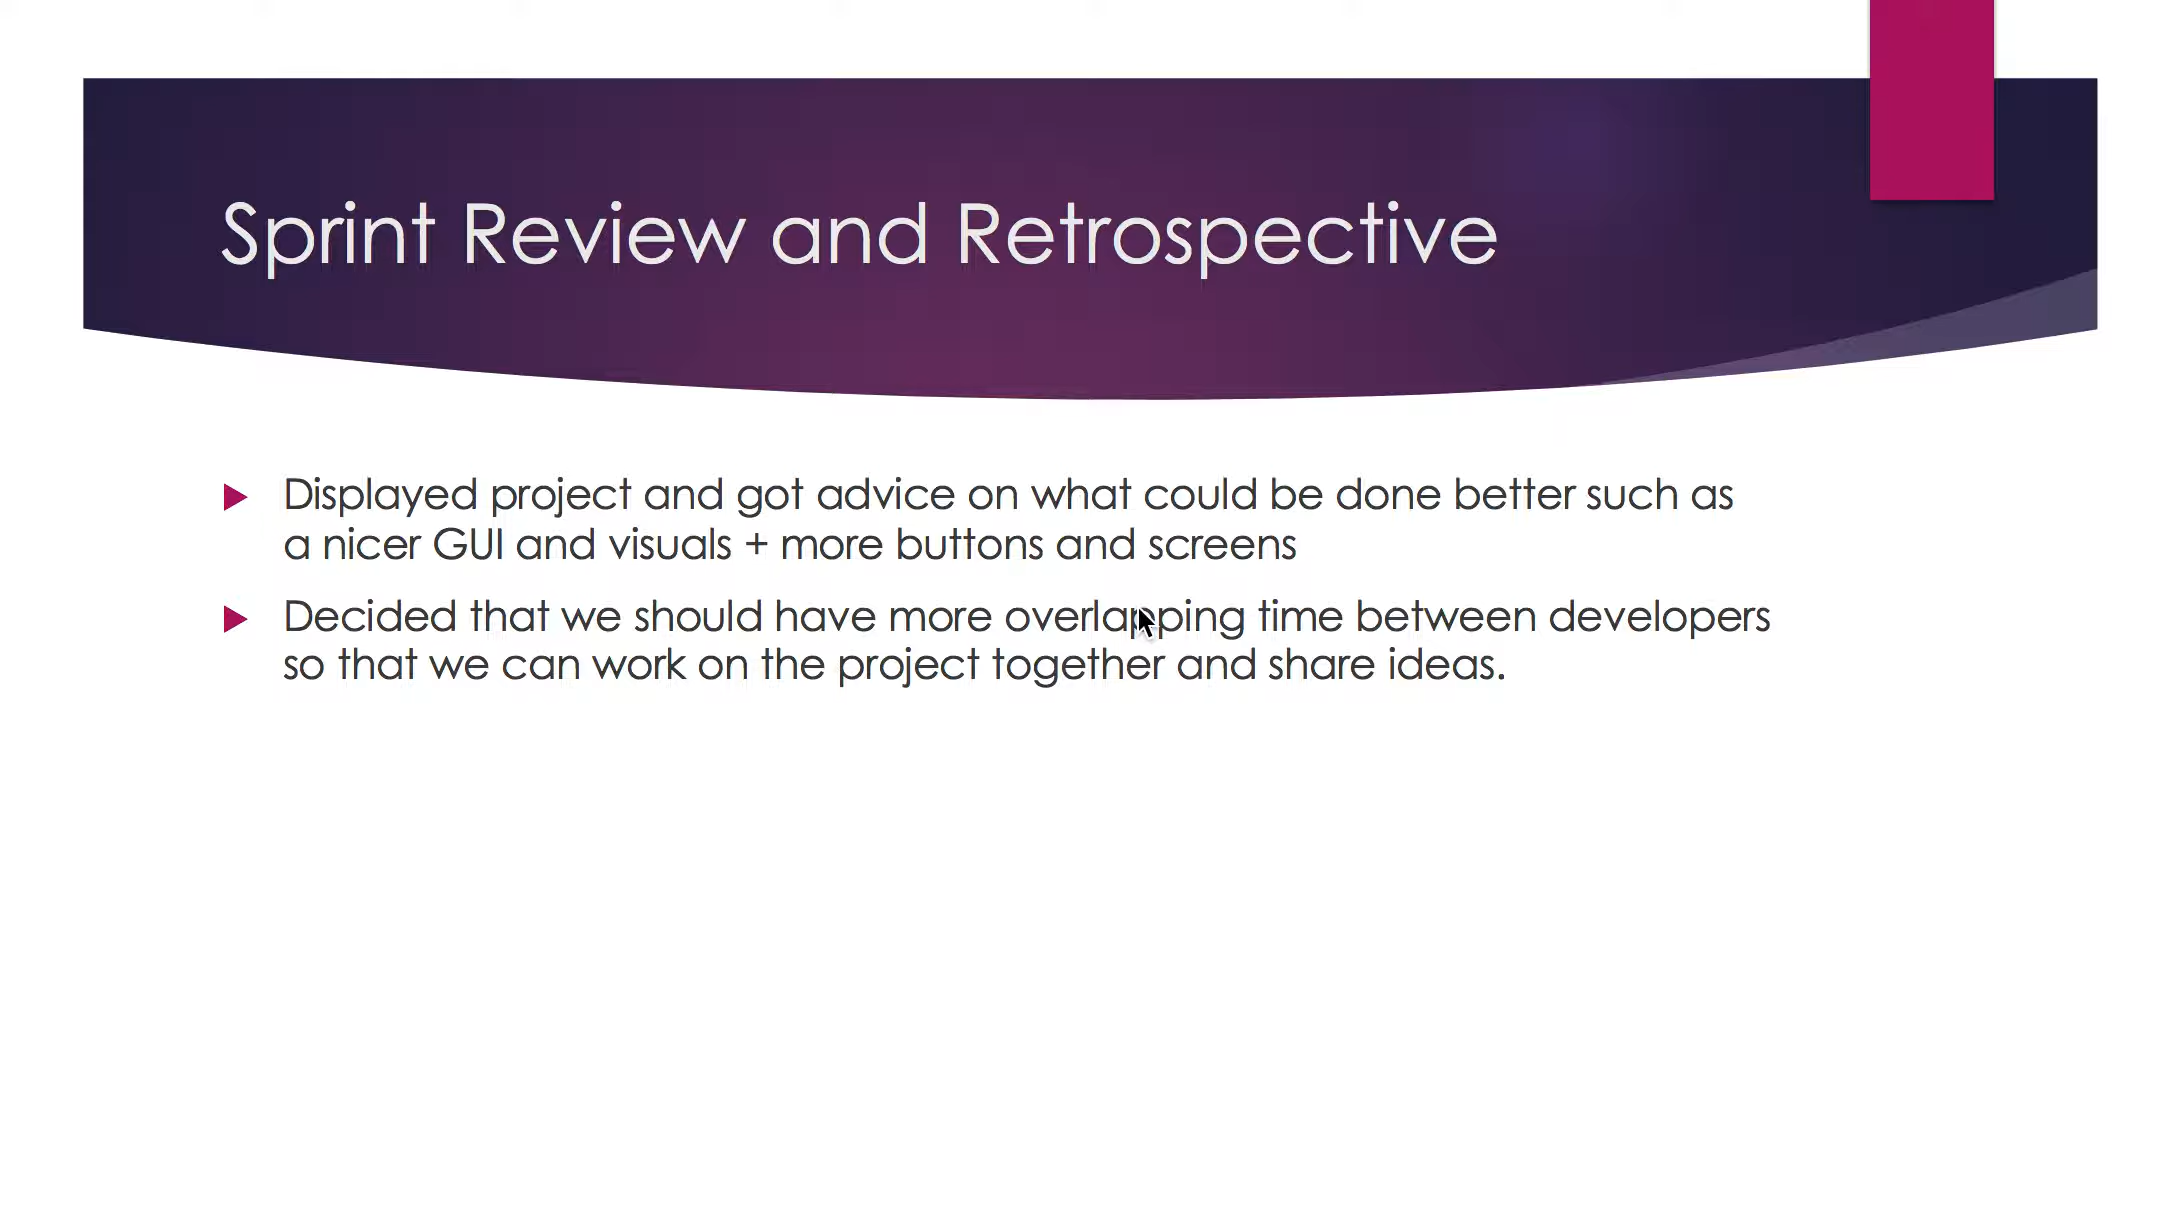 Sprint Review and Retrospective
Displayed project and got advice on what could be done better such as
a nicer GUI and visuals + more buttons and screens
Decided that we should have more overlapping time between developers
so that we can work on the project together and share ideas.